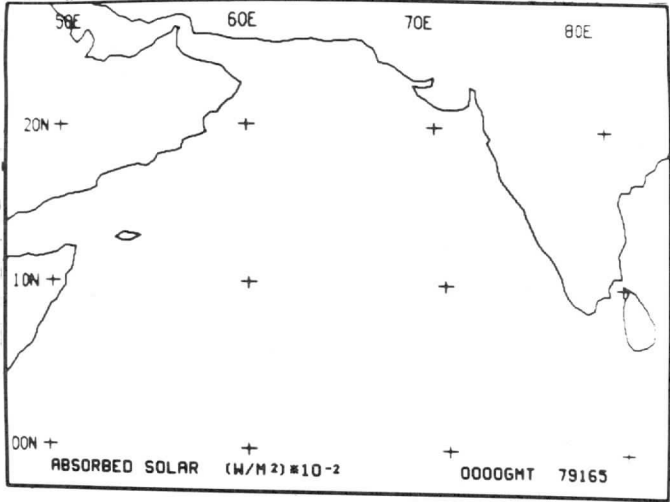 50E 60E 70E 80E
20N
10N
00N
ABSORBED SOLAR (W/M2)*10-2 0000GMT 79165